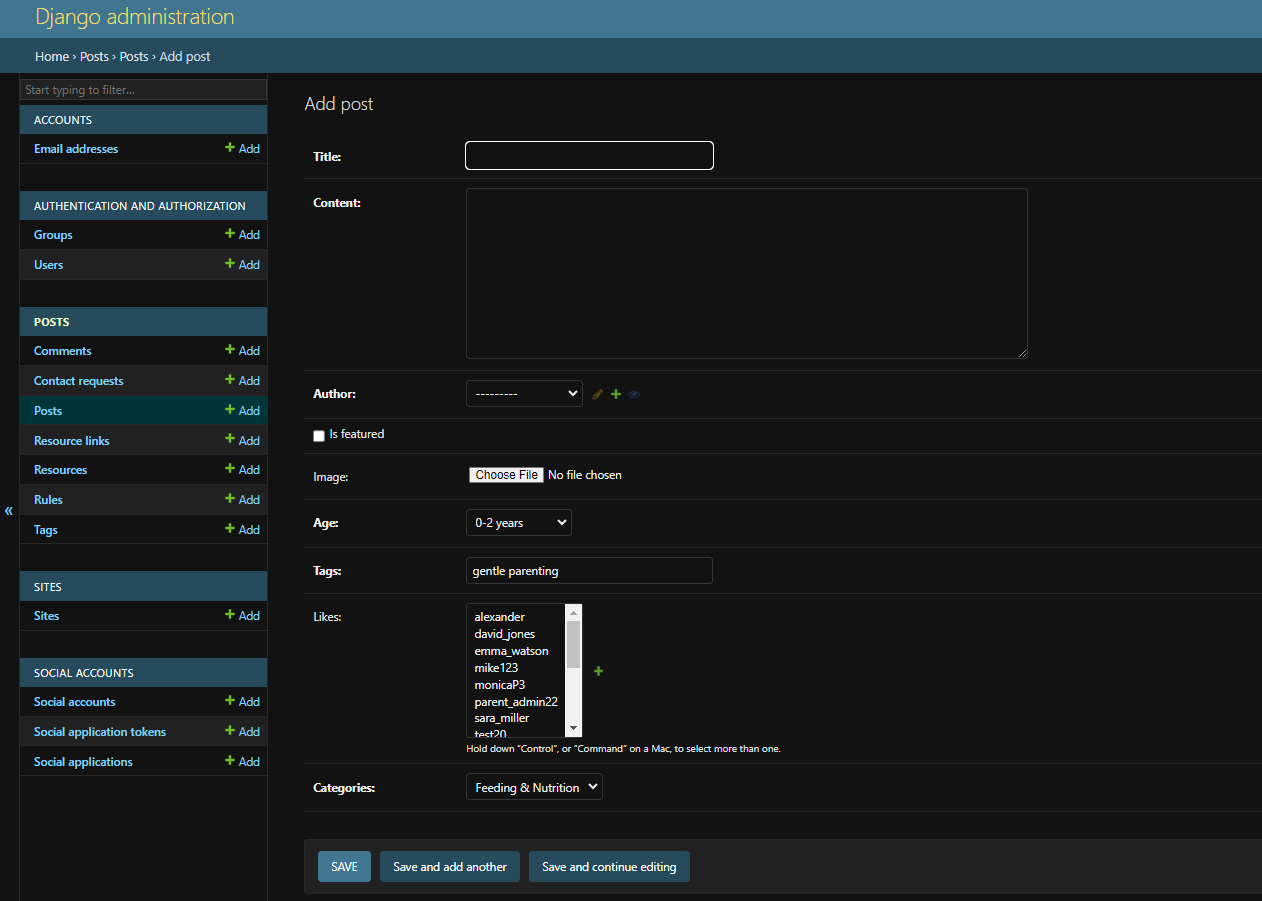 Django administration
Home › Posts › Posts › Add post
Start typing to filter...
ACCOUNTS
Email addresses + Add
AUTHENTICATION AND AUTHORIZATION
Groups + Add
Users + Add
POSTS
Comments + Add
Contact requests + Add
Posts + Add
Resource links + Add
Resources + Add
Rules + Add
Tags + Add
SITES
Sites + Add
SOCIAL ACCOUNTS
Social accounts + Add
Social application tokens + Add
Social applications + Add
«
Add post
Title:
Content:
Author: ---------
Is featured
Image: Choose File No file chosen
Age: 0-2 years
Tags: gentle parenting
Likes:
alexander
david_jones
emma_watson
mike123
monicaP3
parent_admin22
sara_miller
test20
Hold down “Control”, or “Command” on a Mac, to select more than one.
Categories: Feeding & Nutrition
SAVE Save and add another Save and continue editing